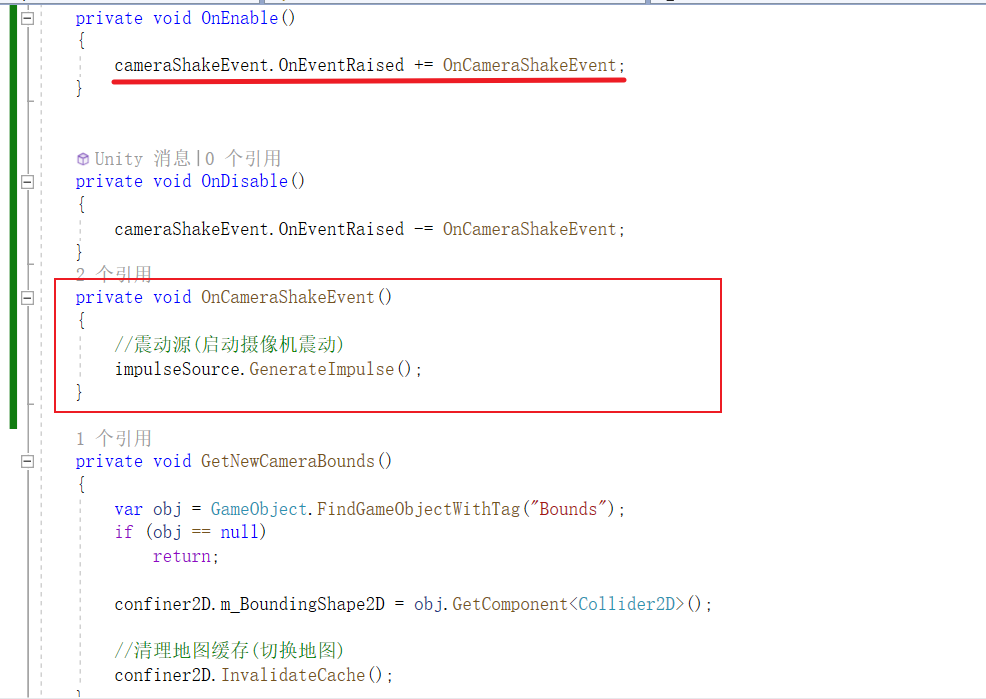 private void OnEnable()
{
cameraShakeEvent.OnEventRaised += OnCameraShakeEvent;
}
Unity 消息|0 个引用
private void OnDisable()
{
cameraShakeEvent.OnEventRaised -= OnCameraShakeEvent;
}
2 个引用
private void OnCameraShakeEvent()
{
//震动源(启动摄像机震动)
impulseSource.GenerateImpulse();
}
1 个引用
private void GetNewCameraBounds()
{
var obj = GameObject.FindGameObjectWithTag("Bounds");
if (obj == null)
return;
confiner2D.m_BoundingShape2D = obj.GetComponent<Collider2D>();
//清理地图缓存(切换地图)
confiner2D.InvalidateCache();
}